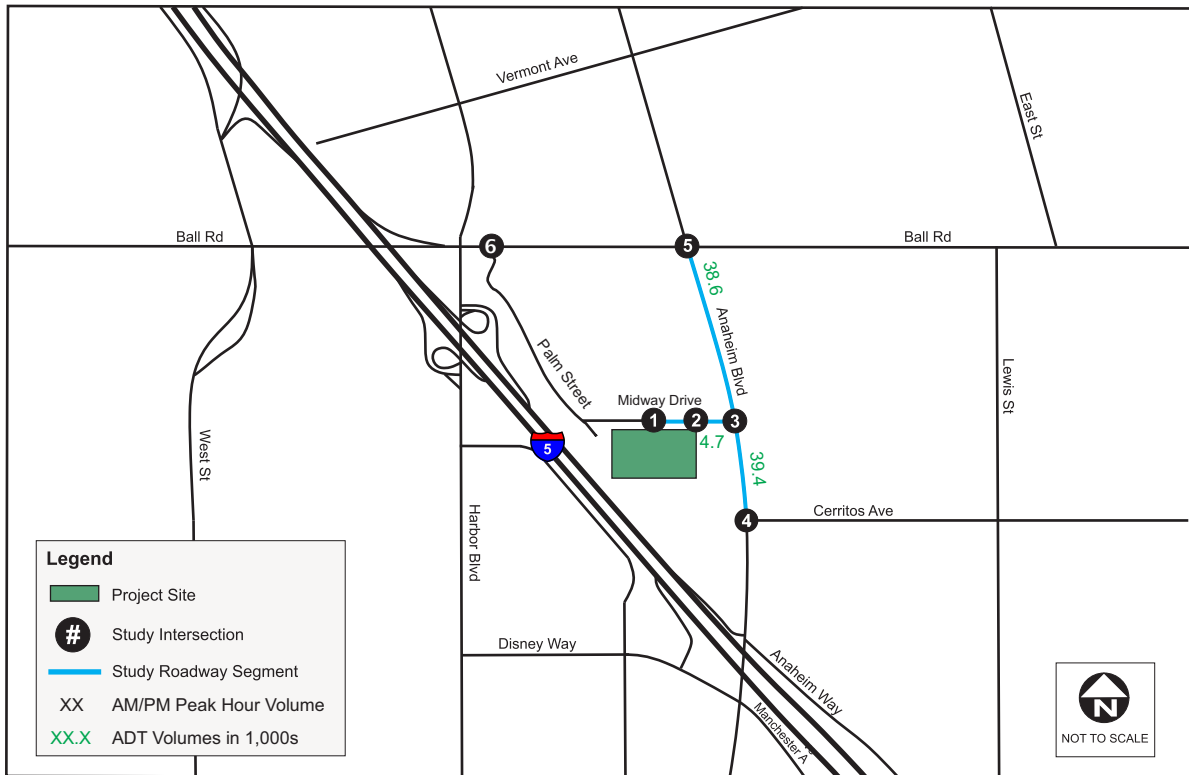 Vermont Ave
East St
Ball Rd
6
5
Ball Rd
38.6
Anaheim Blvd
Palm Street
Midway Drive
1
2
3
4.7
39.4
Lewis St
West St
5
Harbor Blvd
4
Cerritos Ave
Disney Way
Anaheim Way
Manchester A
Legend
Project Site
# Study Intersection
Study Roadway Segment
XX AM/PM Peak Hour Volume
XX.X ADT Volumes in 1,000s
N
NOT TO SCALE